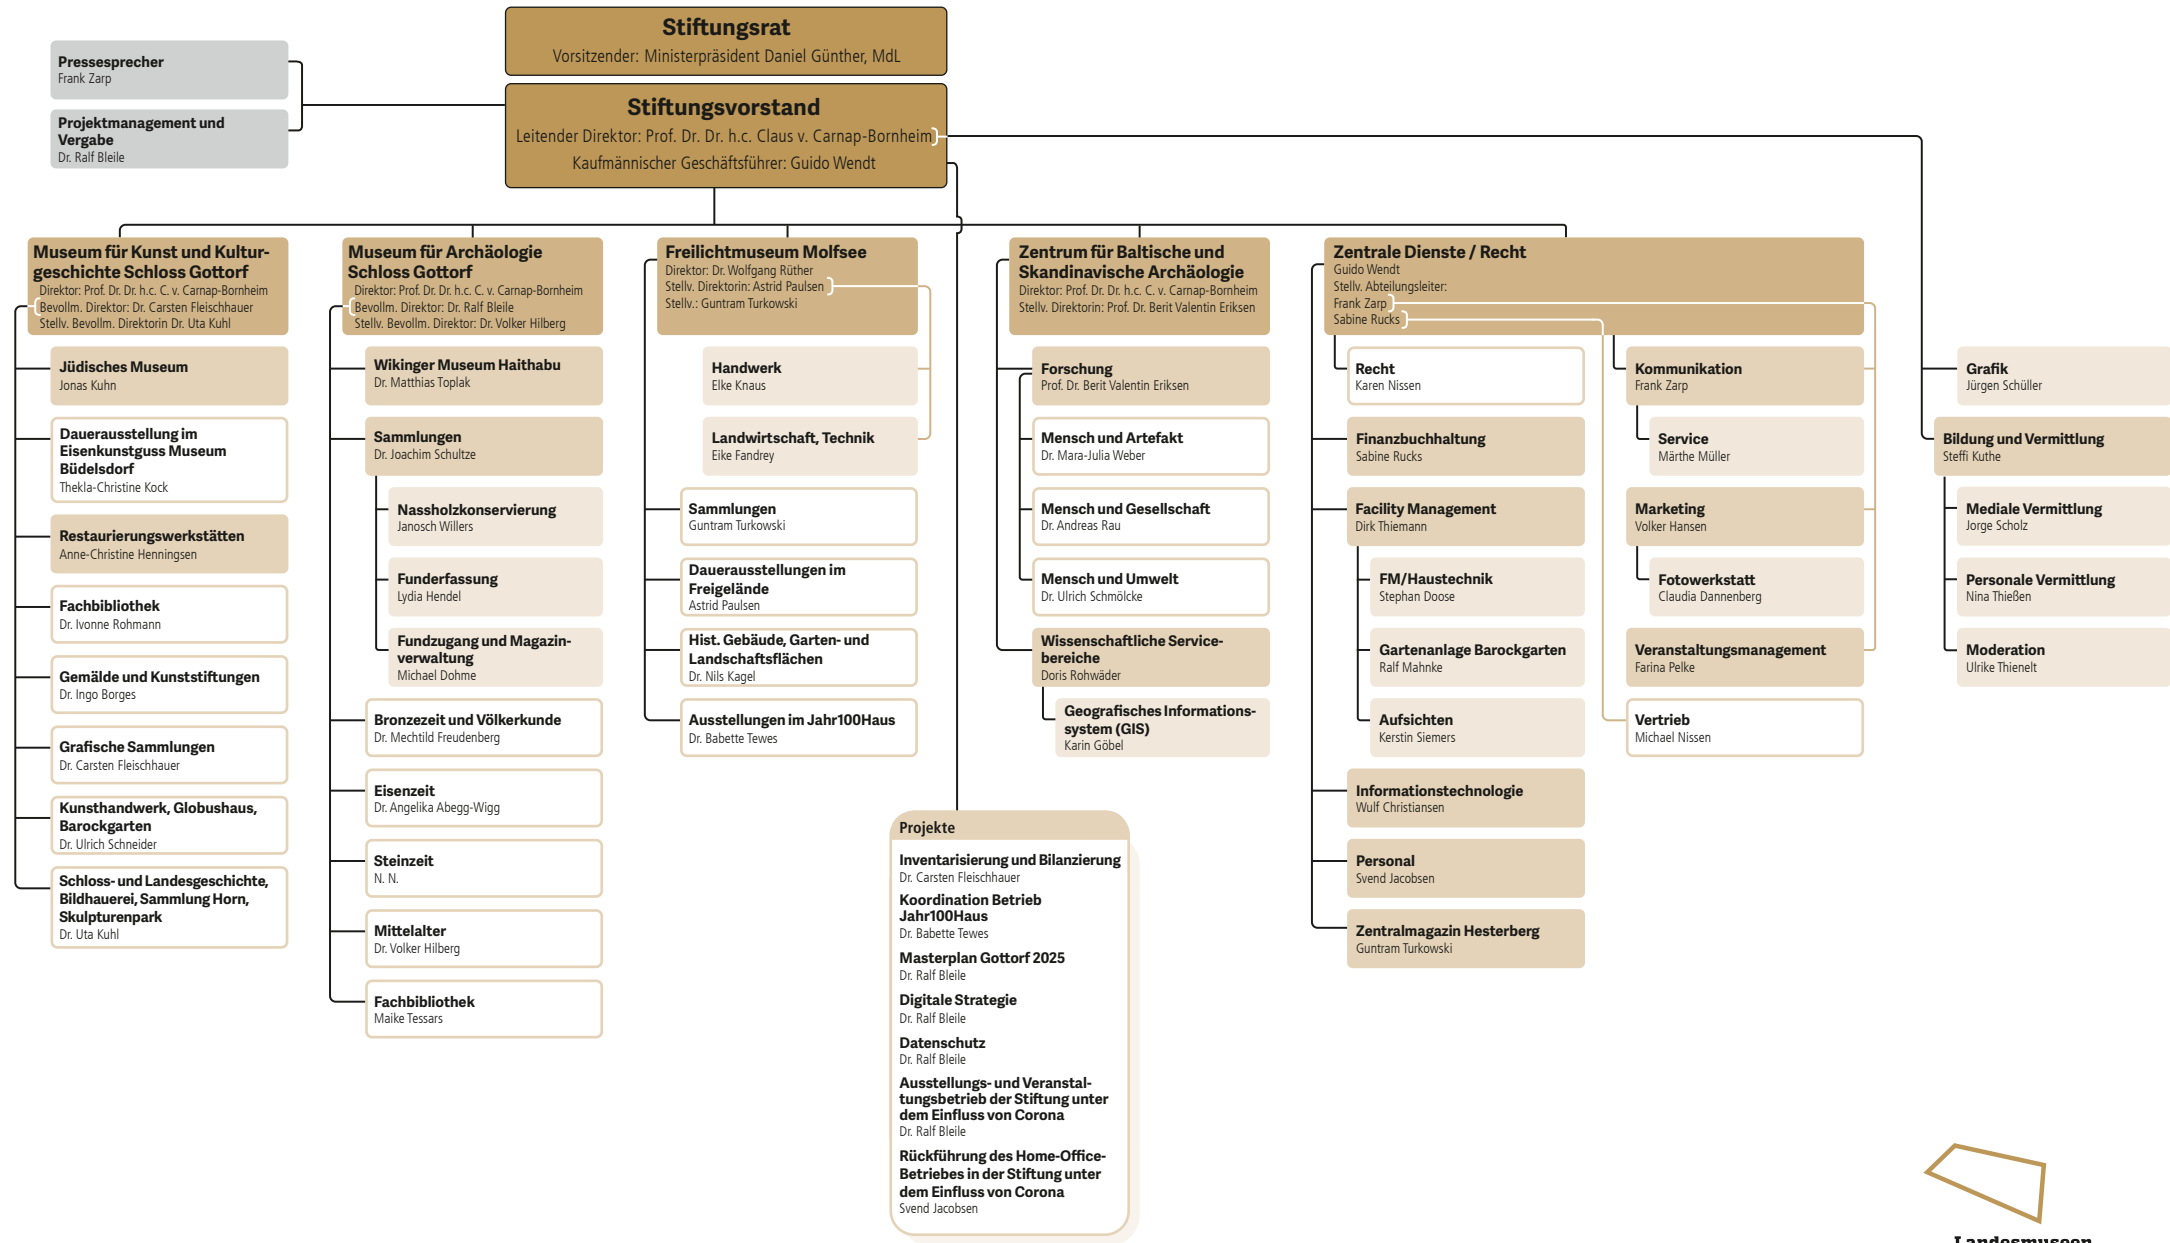 Stiftungsrat
Vorsitzender: Ministerpräsident Daniel Günther, MdL
Pressesprecher
Frank Zarp
Projektmanagement und
Vergabe
Dr. Ralf Bleile
Stiftungsvorstand
Leitender Direktor: Prof. Dr. Dr. h.c. Claus v. Carnap-Bornheim
Kaufmännischer Geschäftsführer: Guido Wendt
Museum für Kunst und Kultur-
geschichte Schloss Gottorf
Direktor: Prof. Dr. Dr. h.c. C. v. Carnap-Bornheim
Bevollm. Direktor: Dr. Carsten Fleischhauer
Stellv. Bevollm. Direktorin Dr. Uta Kuhl
Jüdisches Museum
Jonas Kuhn
Dauerausstellung im
Eisenkunstguss Museum
Büdelsdorf
Thekla-Christine Kock
Restaurierungswerkstätten
Anne-Christine Henningsen
Fachbibliothek
Dr. Ivonne Rohmann
Gemälde und Kunststiftungen
Dr. Ingo Borges
Grafische Sammlungen
Dr. Carsten Fleischhauer
Kunsthandwerk, Globushaus,
Barockgarten
Dr. Ulrich Schneider
Schloss- und Landesgeschichte,
Bildhauerei, Sammlung Horn,
Skulpturenpark
Dr. Uta Kuhl
Museum für Archäologie
Schloss Gottorf
Direktor: Prof. Dr. Dr. h.c. C. v. Carnap-Bornheim
Bevollm. Direktor: Dr. Ralf Bleile
Stellv. Bevollm. Direktor: Dr. Volker Hilberg
Wikinger Museum Haithabu
Dr. Matthias Toplak
Sammlungen
Dr. Joachim Schultze
Nassholzkonservierung
Janosch Willers
Funderfassung
Lydia Hendel
Fundzugang und Magazin-
verwaltung
Michael Dohme
Bronzezeit und Völkerkunde
Dr. Mechtild Freudenberg
Eisenzeit
Dr. Angelika Abegg-Wigg
Steinzeit
N. N.
Mittelalter
Dr. Volker Hilberg
Fachbibliothek
Maike Tessars
Freilichtmuseum Molfsee
Direktor: Dr. Wolfgang Rüther
Stellv. Direktorin: Astrid Paulsen
Stellv.: Guntram Turkowski
Handwerk
Elke Knaus
Landwirtschaft, Technik
Eike Fandrey
Sammlungen
Guntram Turkowski
Dauerausstellungen im
Freigelände
Astrid Paulsen
Hist. Gebäude, Garten- und
Landschaftsflächen
Dr. Nils Kagel
Ausstellungen im Jahr100Haus
Dr. Babette Tewes
Projekte
Inventarisierung und Bilanzierung
Dr. Carsten Fleischhauer
Koordination Betrieb
Jahr100Haus
Dr. Babette Tewes
Masterplan Gottorf 2025
Dr. Ralf Bleile
Digitale Strategie
Dr. Ralf Bleile
Datenschutz
Dr. Ralf Bleile
Ausstellungs- und Veranstal-
tungsbetrieb der Stiftung unter
dem Einfluss von Corona
Dr. Ralf Bleile
Rückführung des Home-Office-
Betriebes in der Stiftung unter
dem Einfluss von Corona
Svend Jacobsen
Zentrum für Baltische und
Skandinavische Archäologie
Direktor: Prof. Dr. Dr. h.c. C. v. Carnap-Bornheim
Stellv. Direktorin: Prof. Dr. Berit Valentin Eriksen
Forschung
Prof. Dr. Berit Valentin Eriksen
Mensch und Artefakt
Dr. Mara-Julia Weber
Mensch und Gesellschaft
Dr. Andreas Rau
Mensch und Umwelt
Dr. Ulrich Schmölcke
Wissenschaftliche Service-
bereiche
Doris Rohwäder
Geografisches Informations-
system (GIS)
Karin Göbel
Zentrale Dienste / Recht
Guido Wendt
Stellv. Abteilungsleiter:
Frank Zarp
Sabine Rucks
Recht
Karen Nissen
Finanzbuchhaltung
Sabine Rucks
Facility Management
Dirk Thiemann
FM/Haustechnik
Stephan Doose
Gartenanlage Barockgarten
Ralf Mahnke
Aufsichten
Kerstin Siemers
Informationstechnologie
Wulf Christiansen
Personal
Svend Jacobsen
Zentralmagazin Hesterberg
Guntram Turkowski
Kommunikation
Frank Zarp
Service
Märthe Müller
Marketing
Volker Hansen
Fotowerkstatt
Claudia Dannenberg
Veranstaltungsmanagement
Farina Pelke
Vertrieb
Michael Nissen
Grafik
Jürgen Schüller
Bildung und Vermittlung
Steffi Kuthe
Mediale Vermittlung
Jorge Scholz
Personale Vermittlung
Nina Thießen
Moderation
Ulrike Thienelt
Landesmuseen